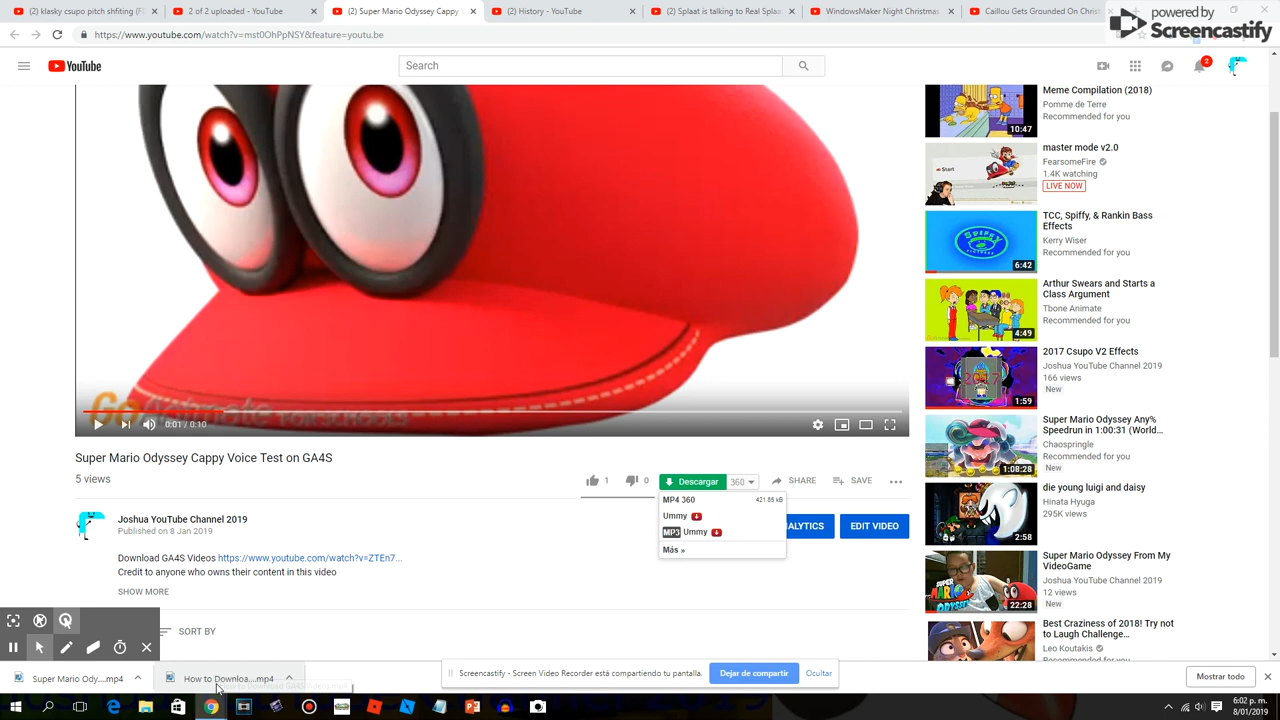 (2) klasky csupo pitch shfiting (F
2 of 2 uploaded - YouTube
(2) Super Mario Odyssey Cappy
(2) History - YouTube
(2) Splaat is talking to Real Spla
WindowsMaker Night Christmas
Caillou Gets Grounded On Christ
powered by
Screencastify
https://www.youtube.com/watch?v=mst0OhPpNSY&feature=youtu.be
YouTube
Search
2
Meme Compilation (2018)
Pomme de Terre
Recommended for you
10:47
master mode v2.0
FearsomeFire
1.4K watching
LIVE NOW
Start
TCC, Spiffy, & Rankin Bass
Effects
Kerry Wiser
Recommended for you
SPIFFY
PICTURES
6:42
Arthur Swears and Starts a
Class Argument
Tbone Animate
Recommended for you
4:49
2017 Csupo V2 Effects
Joshua YouTube Channel 2019
166 views
New
2017
1:59
Super Mario Odyssey Any%
Speedrun in 1:00:31 (World...
Chaospringle
Recommended for you
New
1:08:28
die young luigi and daisy
Hinata Hyuga
295K views
2:58
Super Mario Odyssey From My
VideoGame
Joshua YouTube Channel 2019
12 views
New
SUPER
MARIO
ODYSSEY
22:28
Best Craziness of 2018! Try not
to Laugh Challenge...
Leo Koutakis
Recommended for you
0:01 / 0:10
Super Mario Odyssey Cappy Voice Test on GA4S
5 views
1
0
Descargar
360
SHARE
SAVE
MP4 360
421.65 kB
Ummy
MP3 Ummy
Más »
ALYTICS
EDIT VIDEO
Joshua YouTube Channel 2019
Published on 8 Jan 2019
Download GA4S Videos https://www.youtube.com/watch?v=ZTEn7...
Credit to anyone who owns their content in this video
SHOW MORE
SORT BY
Super Mario Ody....mp4
How to Downloa....mp4
Screencastify - Screen Video Recorder está compartiendo tu pantalla.
Dejar de compartir
Ocultar
Mostrar todo
6:02 p. m.
8/01/2019